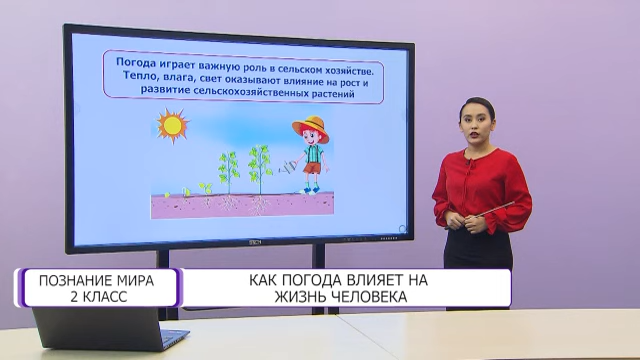 Погода играет важную роль в сельском хозяйстве.
Тепло, влага, свет оказывают влияние на рост и
развитие сельскохозяйственных растений
ПОЗНАНИЕ МИРА
2 КЛАСС
КАК ПОГОДА ВЛИЯЕТ НА
ЖИЗНЬ ЧЕЛОВЕКА